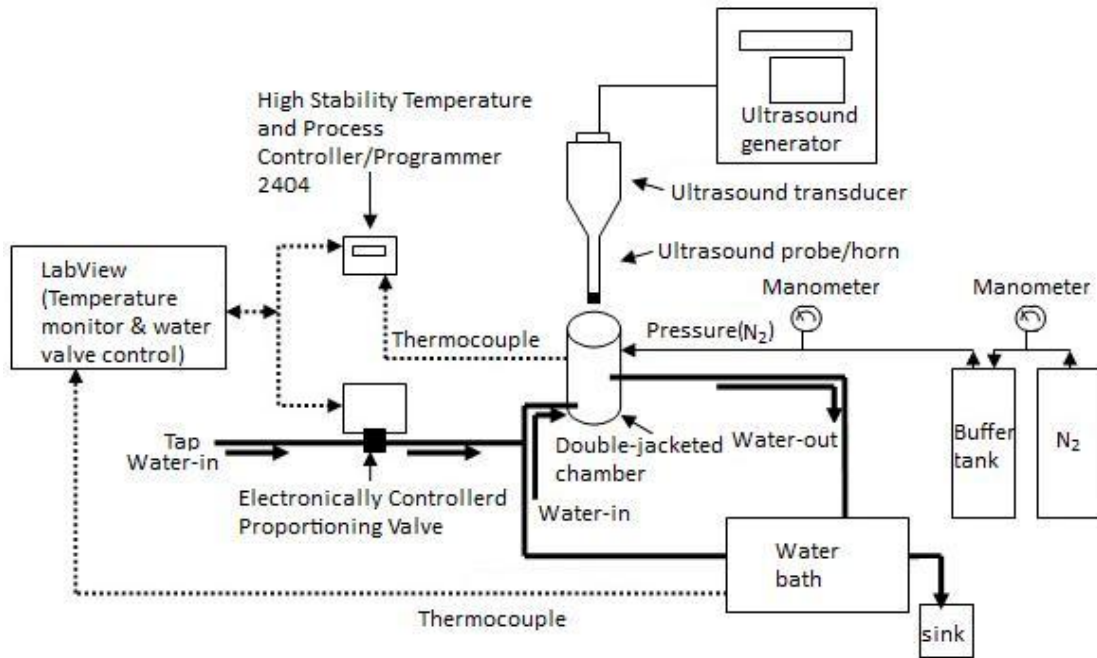 Ultrasound
generator
High Stability Temperature
and Process
Controller/Programmer
2404
Ultrasound transducer
Ultrasound probe/horn
LabView
(Temperature
monitor & water
valve control)
Manometer
Manometer
Thermocouple
Pressure(N₂)
Tap
Water-in
Double-jacketed
chamber
Water-out
Buffer
tank
N₂
Electronically Controllerd
Proportioning Valve
Water-in
Water
bath
Thermocouple
sink